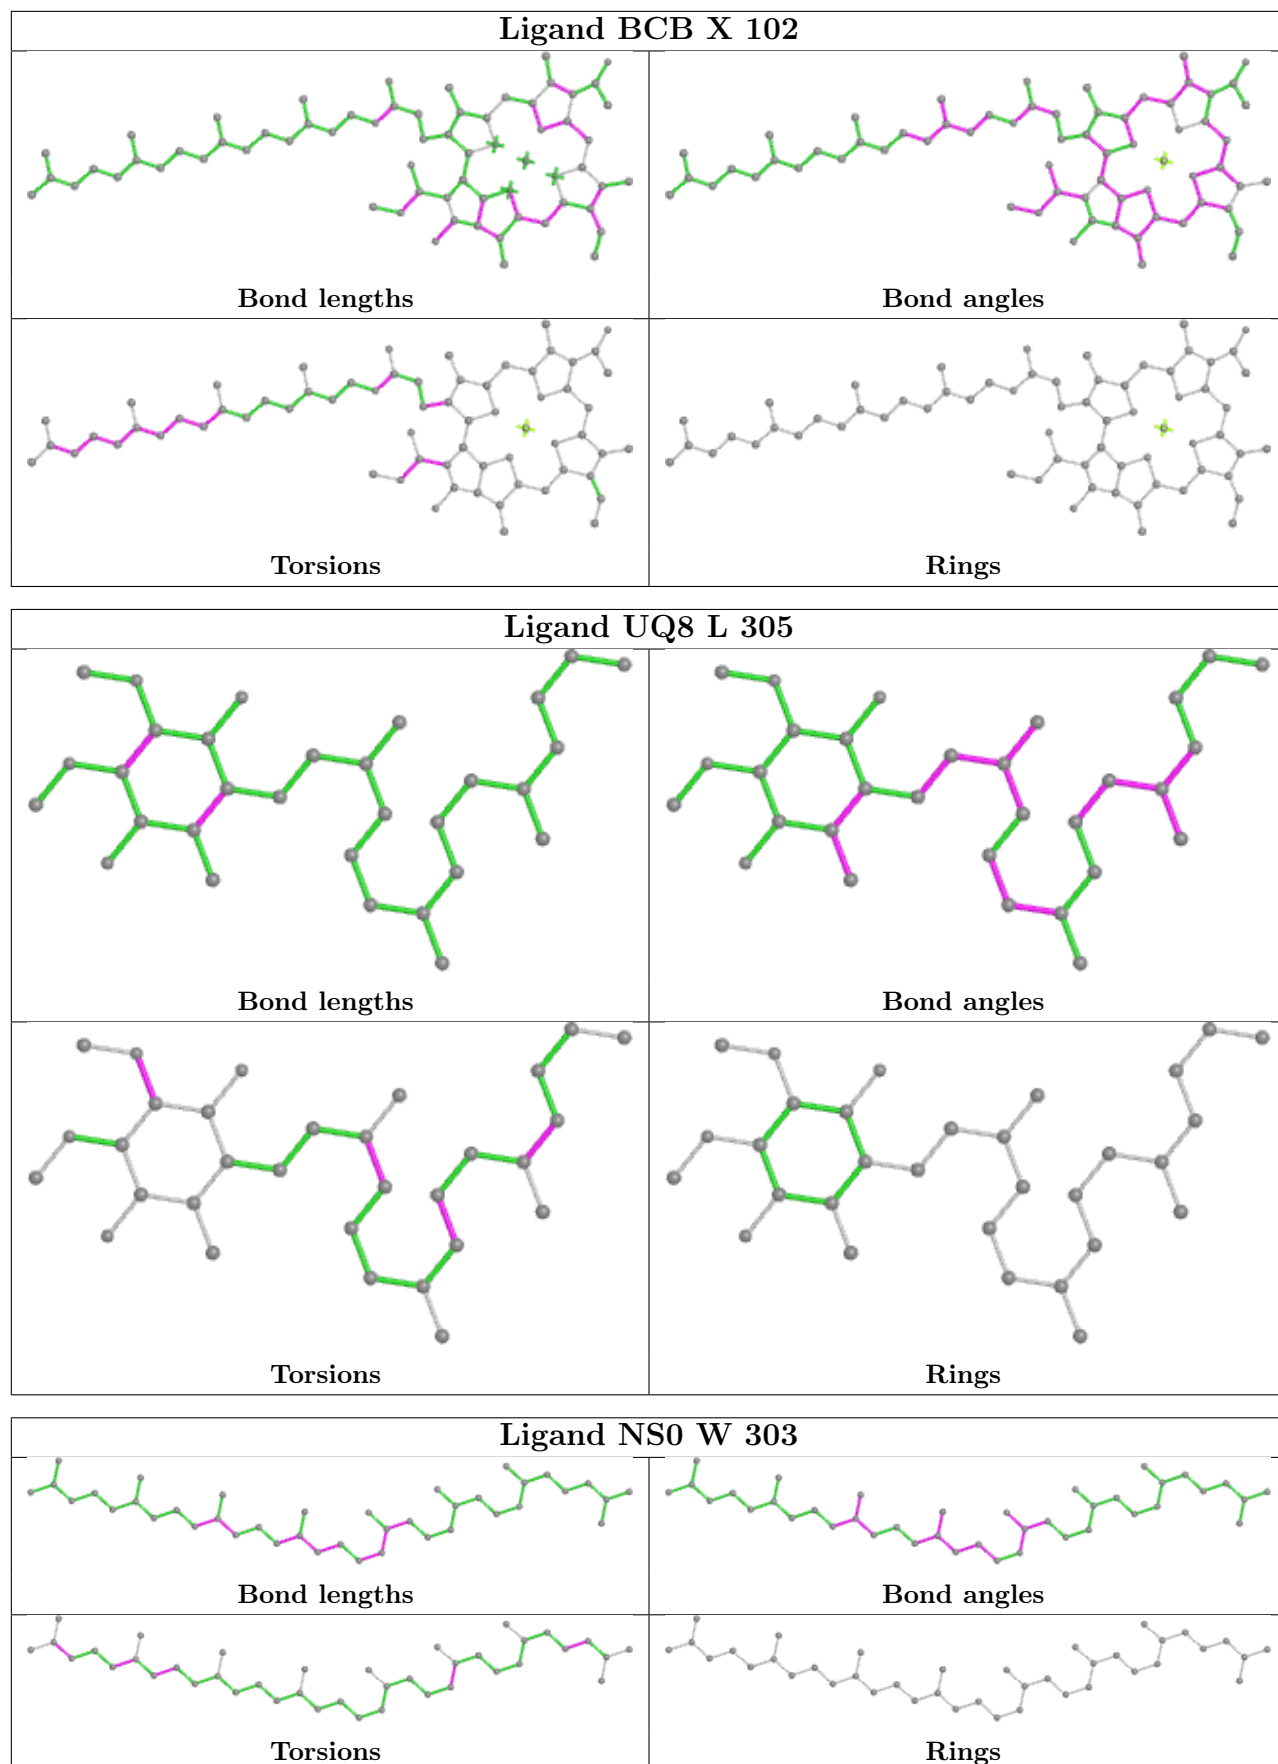 Ligand BCB X 102
Bond lengths
Bond angles
Torsions
Rings
Ligand UQ8 L 305
Bond lengths
Bond angles
Torsions
Rings
Ligand NS0 W 303
Bond lengths
Bond angles
Torsions
Rings